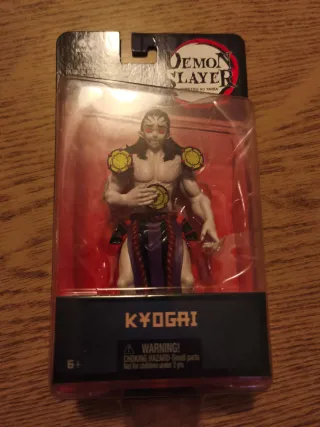 DEMON
SLAYER
KYOGAI
WARNING!
CHOKING HAZARD-Small parts
Not for children under 3 yrs.
6+